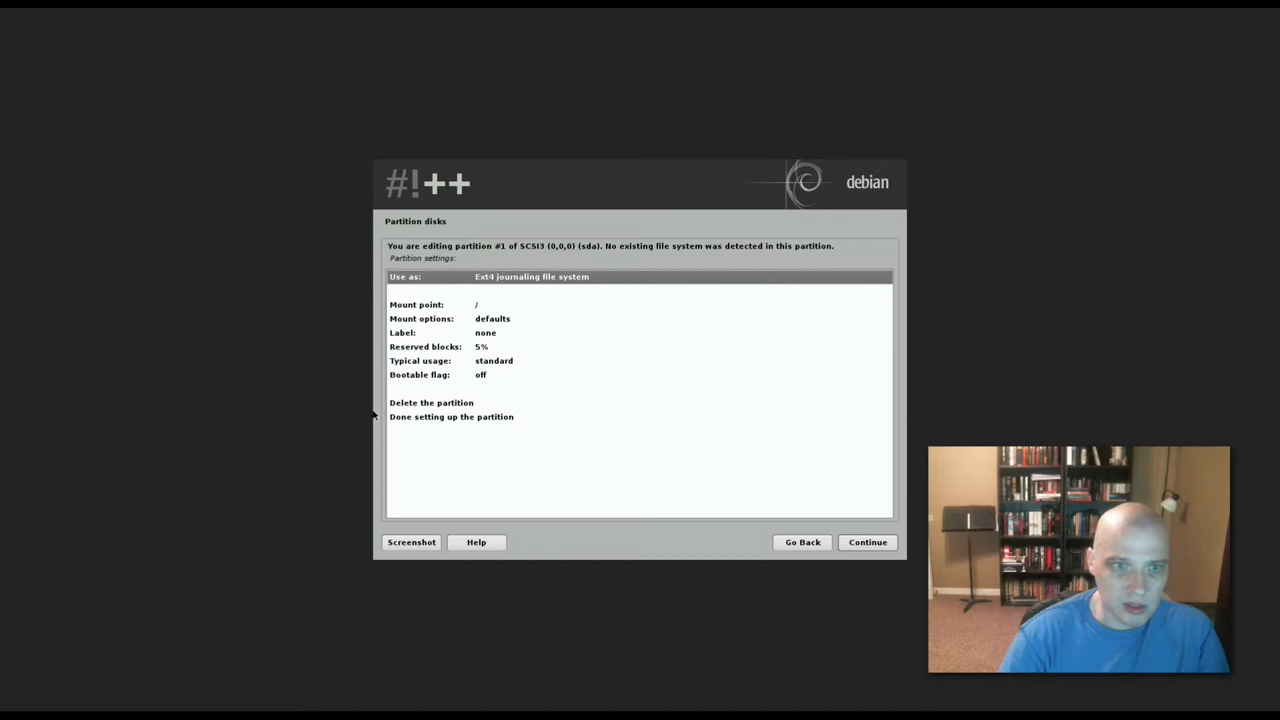 #!++
debian
Partition disks
You are editing partition #1 of SCSI3 (0,0,0) (sda). No existing file system was detected in this partition.
Partition settings:
Use as: Ext4 journaling file system
Mount point: /
Mount options: defaults
Label: none
Reserved blocks: 5%
Typical usage: standard
Bootable flag: off
Delete the partition
Done setting up the partition
Screenshot Help Go Back Continue